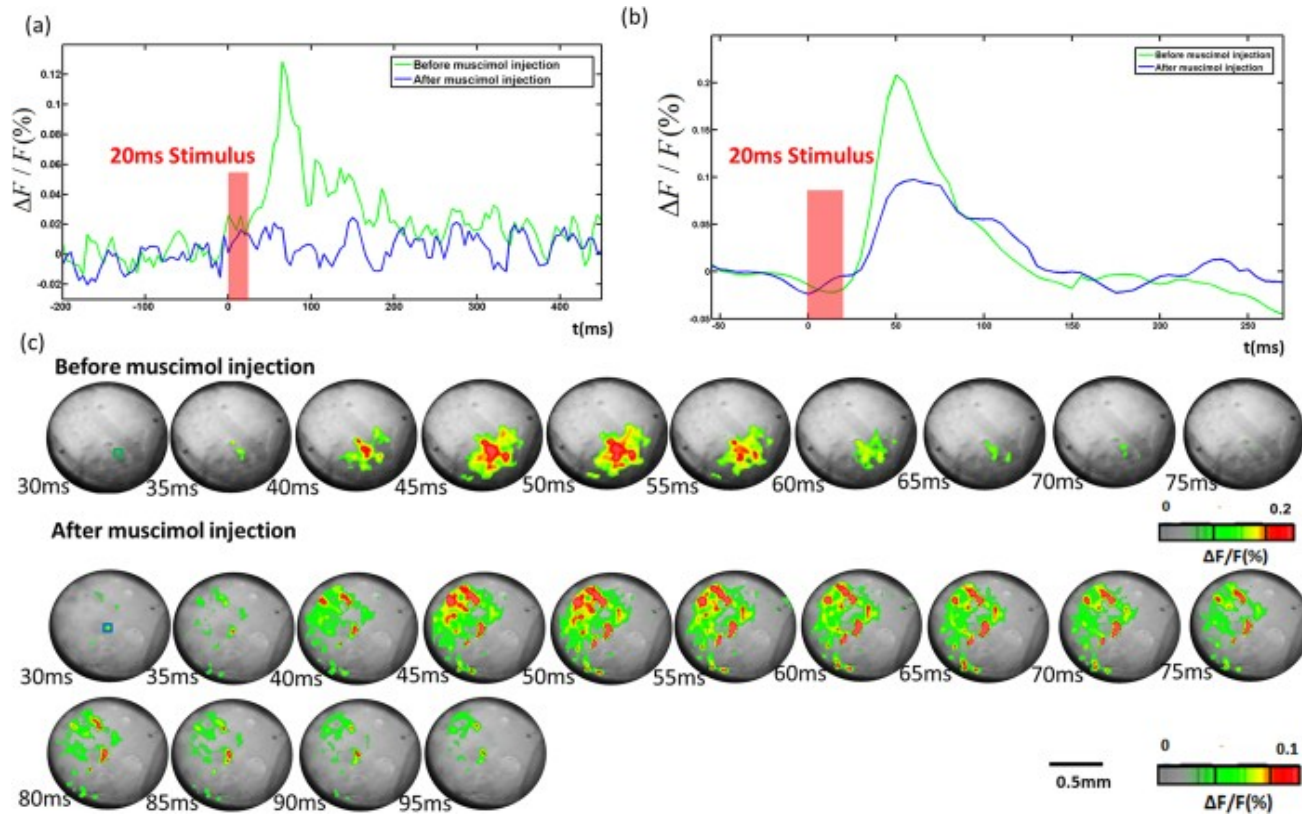 (a)
Before muscimol injection
After muscimol injection
0.12
0.1
0.08
0.06
0.04
0.02
0
-0.02
ΔF / F(%)
20ms Stimulus
-200 -100 0 100 200 300 400
t(ms)
(b)
Before muscimol injection
After muscimol injection
0.2
0.15
0.1
0.05
0
-0.05
ΔF / F(%)
20ms Stimulus
-50 0 50 100 150 200 250
t(ms)
(c)
Before muscimol injection
30ms 35ms 40ms 45ms 50ms 55ms 60ms 65ms 70ms 75ms
0 0.2
ΔF/F(%)
After muscimol injection
30ms 35ms 40ms 45ms 50ms 55ms 60ms 65ms 70ms 75ms
80ms 85ms 90ms 95ms
0.5mm
0 0.1
ΔF/F(%)